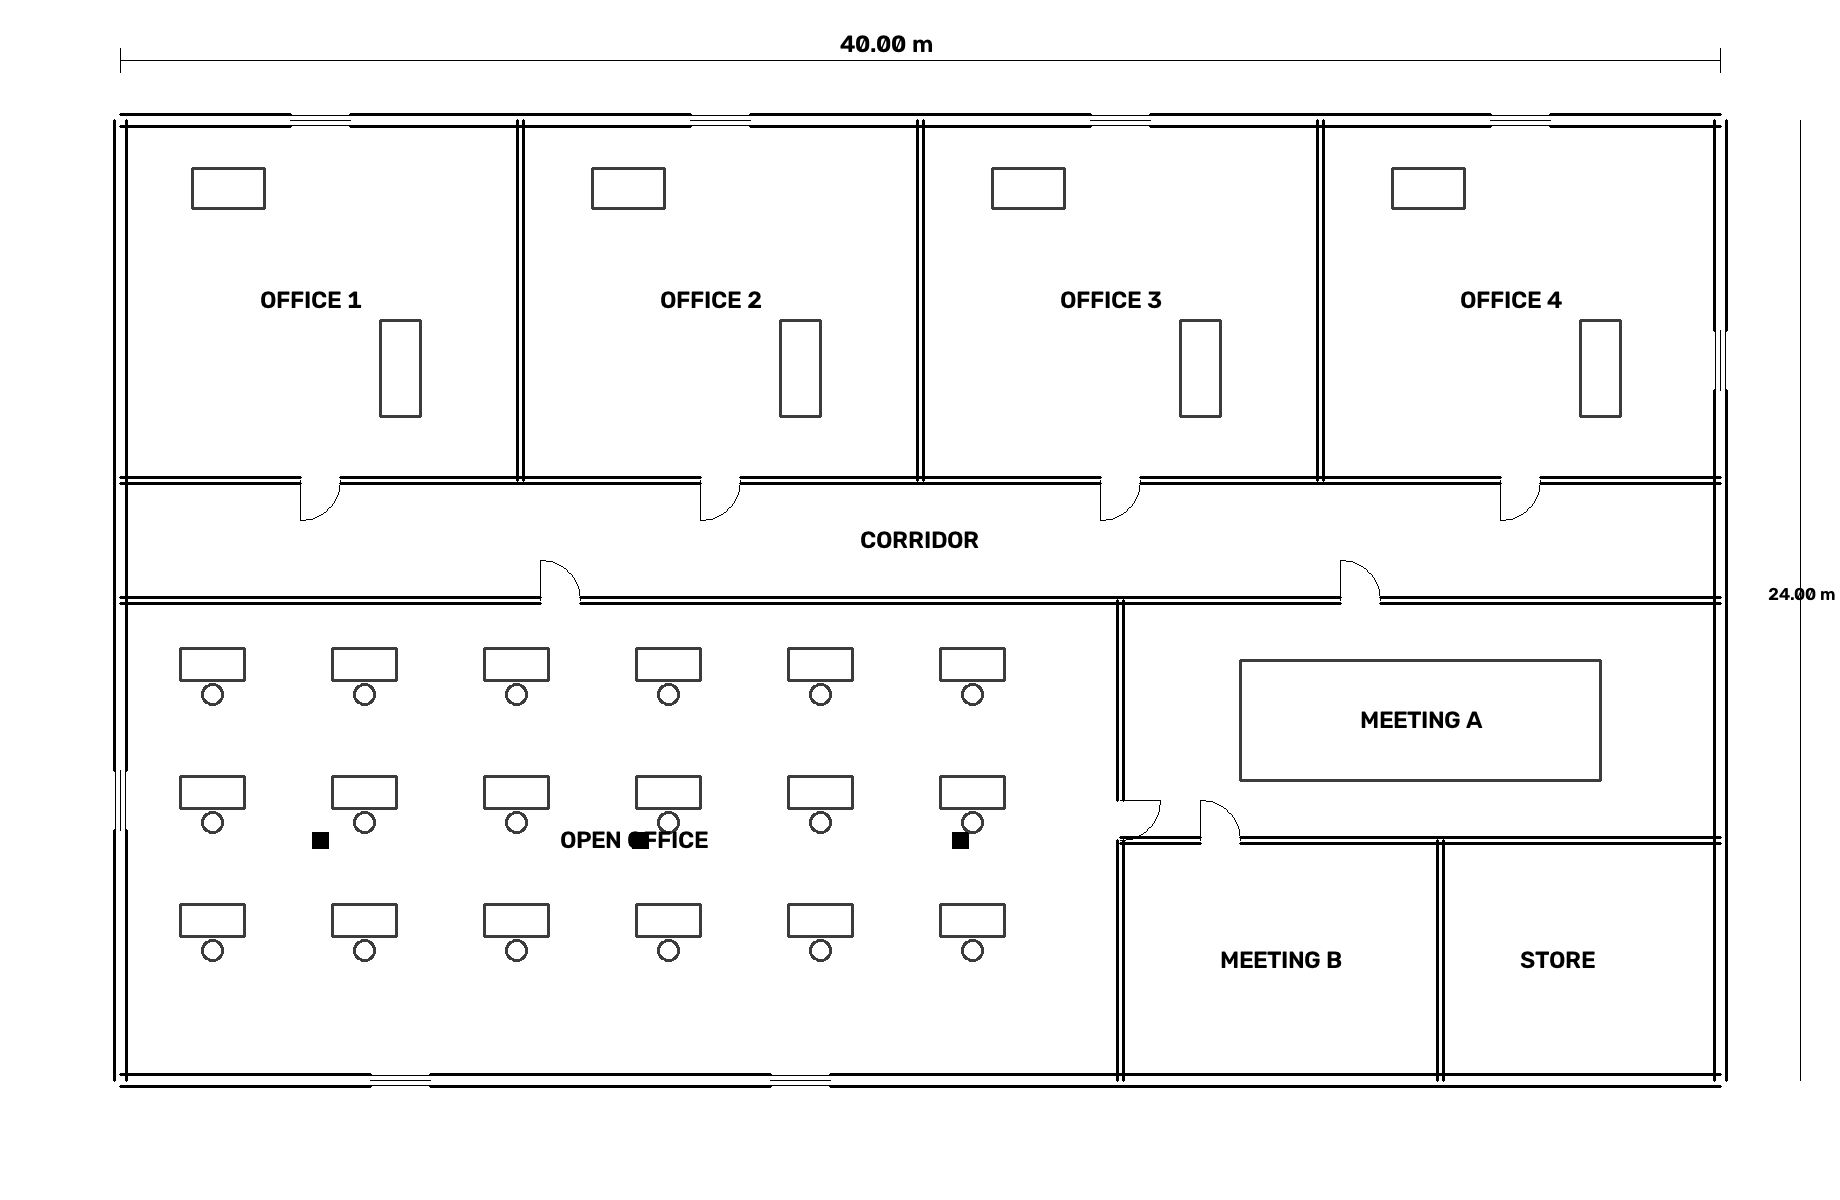 40.00 m
OFFICE 1
OFFICE 2
OFFICE 3
OFFICE 4
CORRIDOR
24.00 m
MEETING A
OPEN OFFICE
MEETING B
STORE